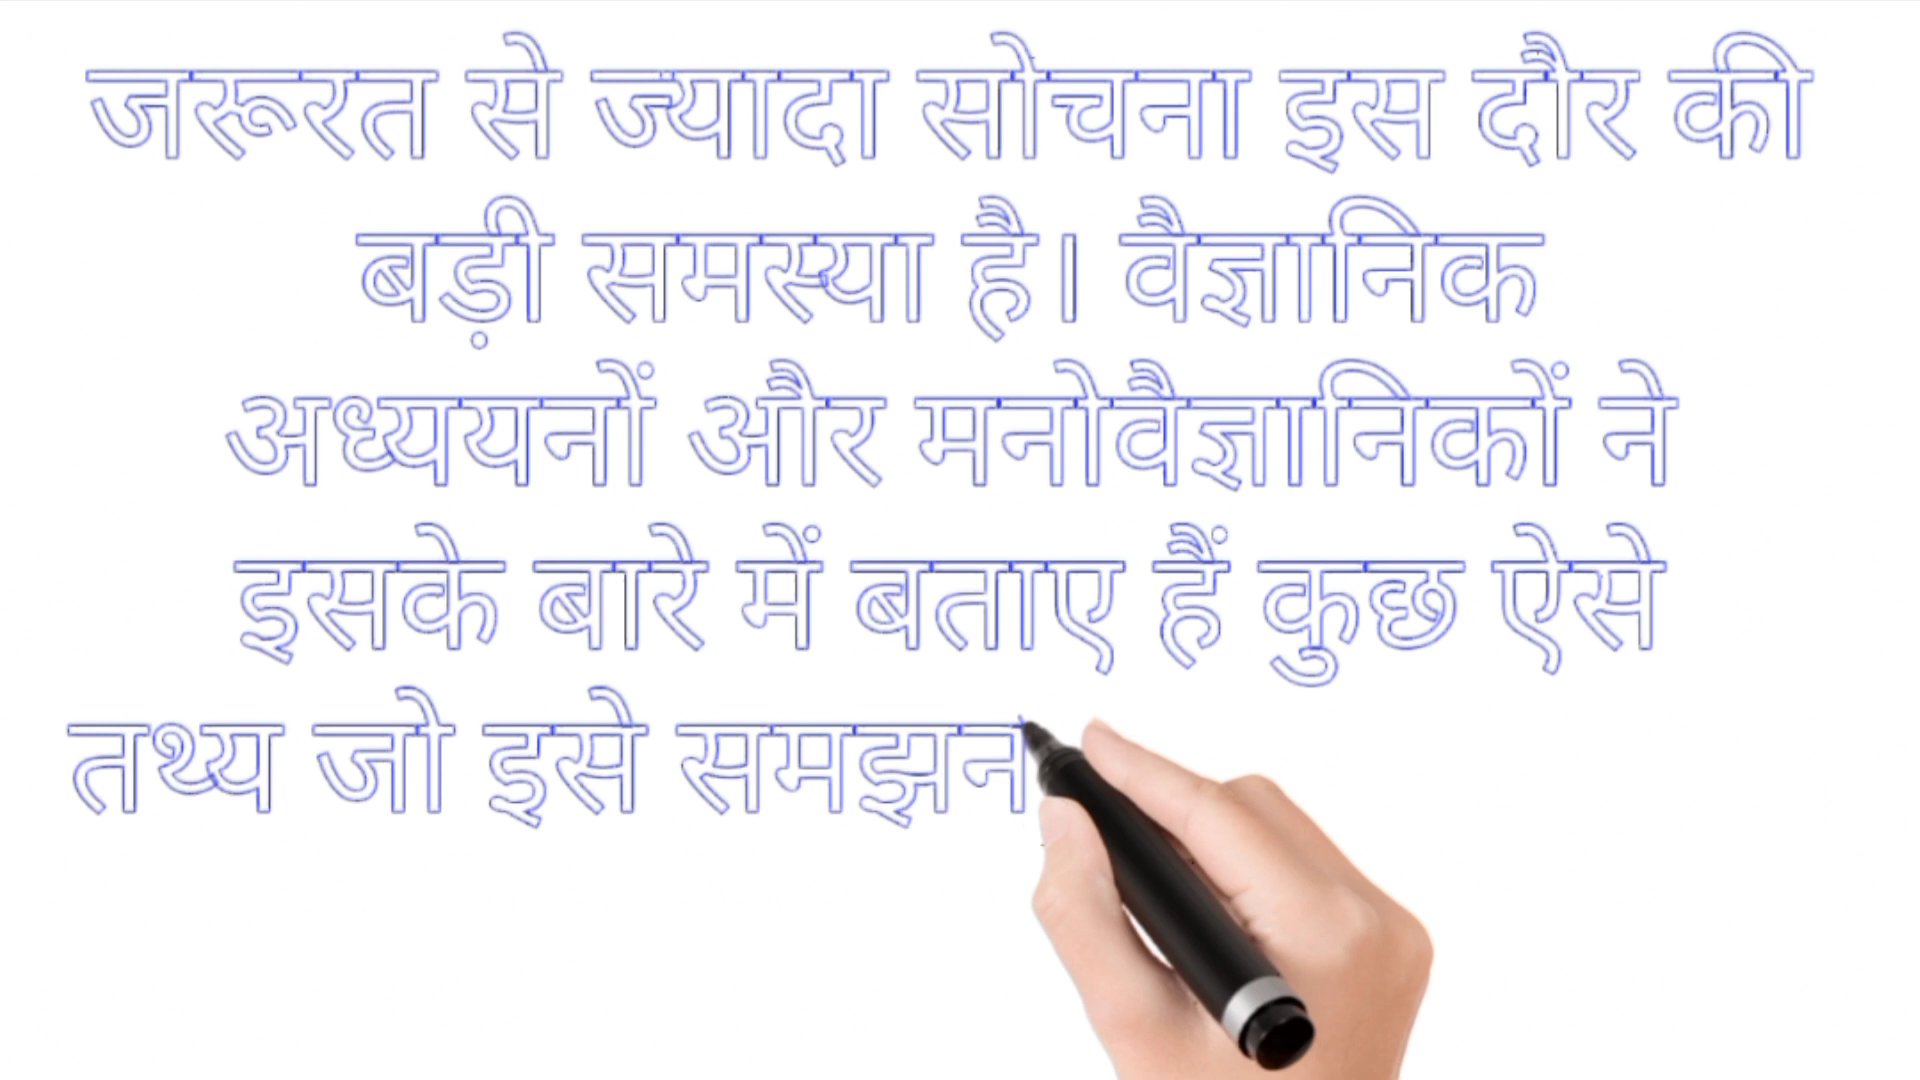 जरूरत से ज्यादा सोचना इस दौर की
बड़ी समस्या है। वैज्ञानिक
अध्ययनों और मनोवैज्ञानिकों ने
इसके बारे में बताए हैं कुछ ऐसे
तथ्य जो इसे समझन